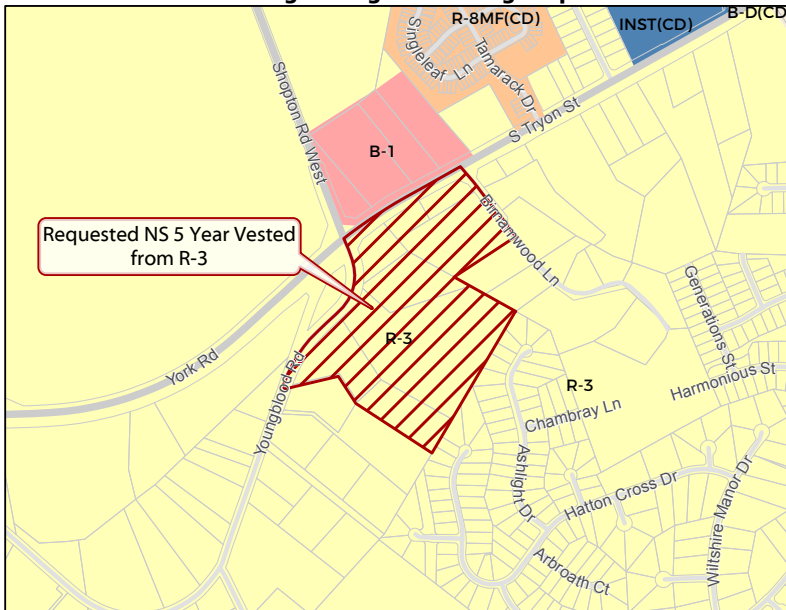 R-8MF(CD)
INST(CD)
B-D(CD
Singleleaf Ln
Tamarack Dr
Shopton Rd West
S Tryon St
B-1
Requested NS 5 Year Vested
from R-3
Birnamwood Ln
R-3
York Rd
Youngblood Rd
R-3
Generations St
Harmonious St
Chambray Ln
Ashlight Dr
Hatton Cross Dr
Wiltshire Manor Dr
Arbroath Ct